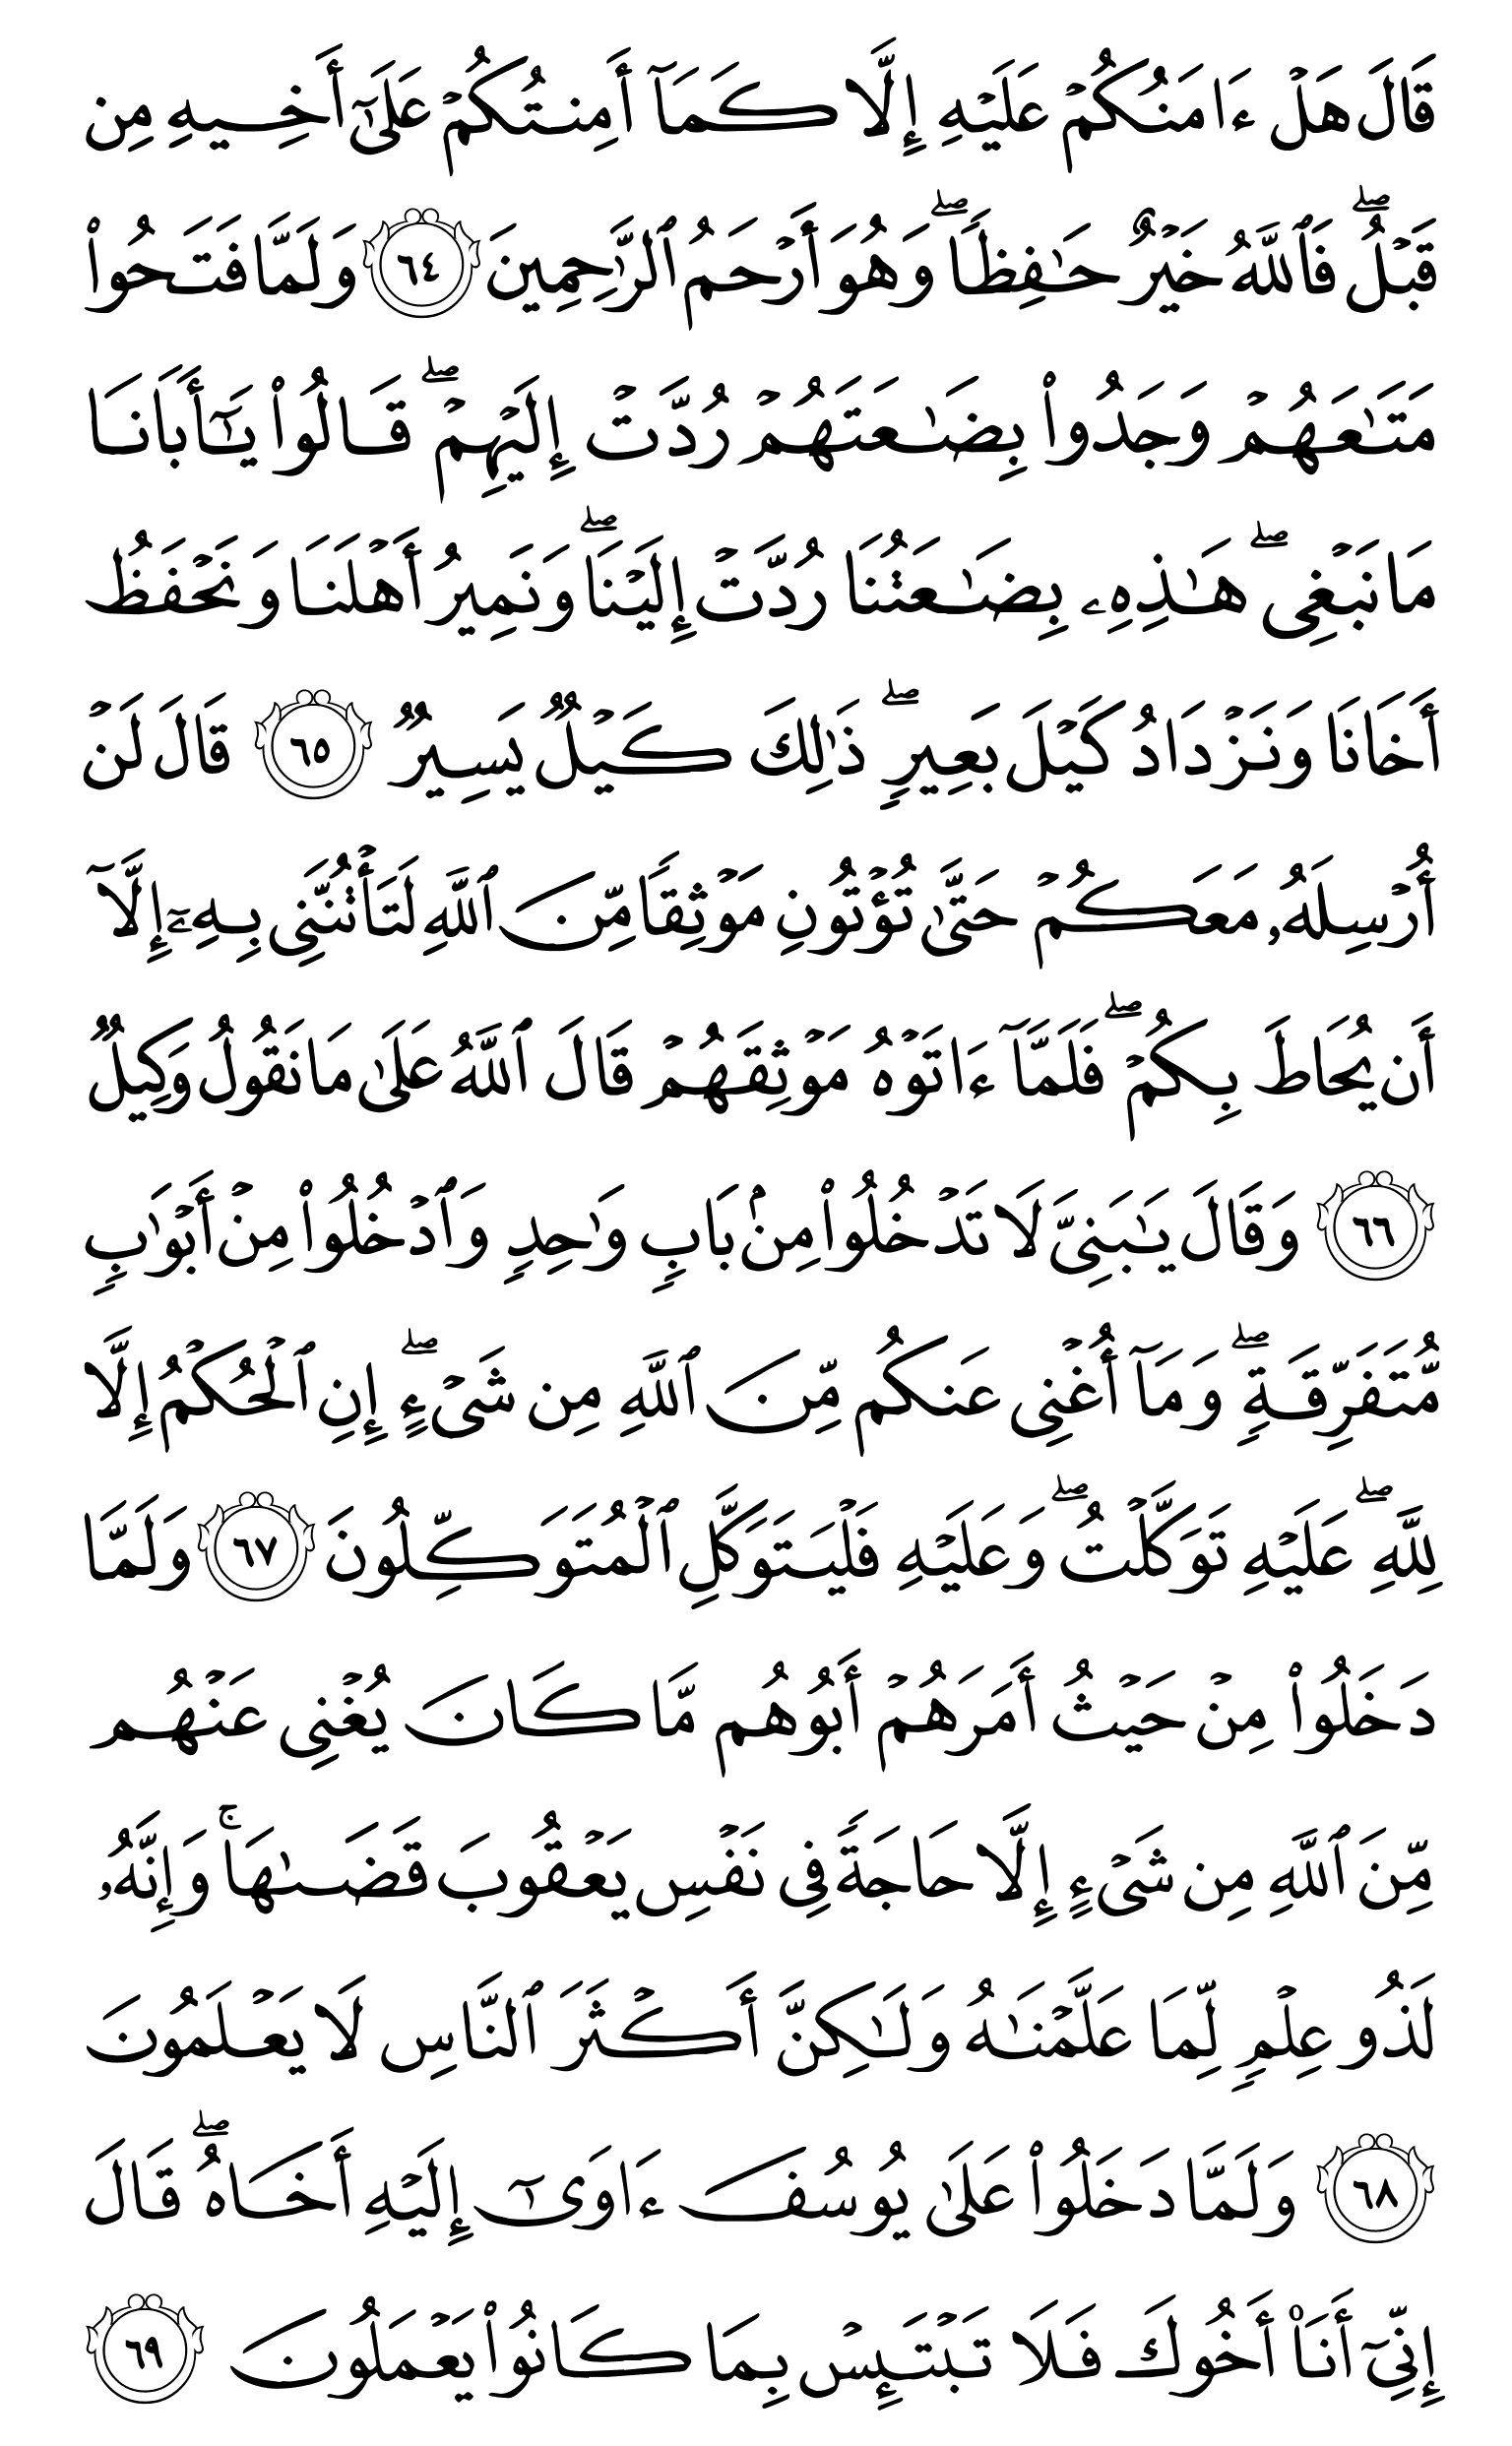 قَالَ هَلۡ ءَامَنُكُمۡ عَلَيۡهِ إِلَّا كَمَآ أَمِنتُكُمۡ عَلَىٰٓ أَخِيهِ مِن
قَبۡلُۖ فَٱللَّهُ خَيۡرٌ حَٰفِظٗاۖ وَهُوَ أَرۡحَمُ ٱلرَّٰحِمِينَ ٦٤ وَلَمَّا فَتَحُواْ
مَتَٰعَهُمۡ وَجَدُواْ بِضَٰعَتَهُمۡ رُدَّتۡ إِلَيۡهِمۡۖ قَالُواْ يَٰٓأَبَانَا
مَا نَبۡغِيۖ هَٰذِهِۦ بِضَٰعَتُنَا رُدَّتۡ إِلَيۡنَاۖ وَنَمِيرُ أَهۡلَنَا وَنَحۡفَظُ
أَخَانَا وَنَزۡدَادُ كَيۡلَ بَعِيرٖۖ ذَٰلِكَ كَيۡلٞ يَسِيرٞ ٦٥ قَالَ لَنۡ
أُرۡسِلَهُۥ مَعَكُمۡ حَتَّىٰ تُؤۡتُونِ مَوۡثِقٗا مِّنَ ٱللَّهِ لَتَأۡتُنَّنِي بِهِۦٓ إِلَّآ
أَن يُحَاطَ بِكُمۡۖ فَلَمَّآ ءَاتَوۡهُ مَوۡثِقَهُمۡ قَالَ ٱللَّهُ عَلَىٰ مَا نَقُولُ وَكِيلٞ
٦٦ وَقَالَ يَٰبَنِيَّ لَا تَدۡخُلُواْ مِنۢ بَابٖ وَٰحِدٖ وَٱدۡخُلُواْ مِنۡ أَبۡوَٰبٖ
مُّتَفَرِّقَةٖۖ وَمَآ أُغۡنِي عَنكُم مِّنَ ٱللَّهِ مِن شَيۡءٍۖ إِنِ ٱلۡحُكۡمُ إِلَّا
لِلَّهِۖ عَلَيۡهِ تَوَكَّلۡتُۖ وَعَلَيۡهِ فَلۡيَتَوَكَّلِ ٱلۡمُتَوَكِّلُونَ ٦٧ وَلَمَّا
دَخَلُواْ مِنۡ حَيۡثُ أَمَرَهُمۡ أَبُوهُم مَّا كَانَ يُغۡنِي عَنۡهُم
مِّنَ ٱللَّهِ مِن شَيۡءٍ إِلَّا حَاجَةٗ فِي نَفۡسِ يَعۡقُوبَ قَضَىٰهَاۚ وَإِنَّهُۥ
لَذُو عِلۡمٖ لِّمَا عَلَّمۡنَٰهُ وَلَٰكِنَّ أَكۡثَرَ ٱلنَّاسِ لَا يَعۡلَمُونَ
٦٨ وَلَمَّا دَخَلُواْ عَلَىٰ يُوسُفَ ءَاوَىٰٓ إِلَيۡهِ أَخَاهُۖ قَالَ
إِنِّيٓ أَنَا۠ أَخُوكَ فَلَا تَبۡتَئِسۡ بِمَا كَانُواْ يَعۡمَلُونَ ٦٩